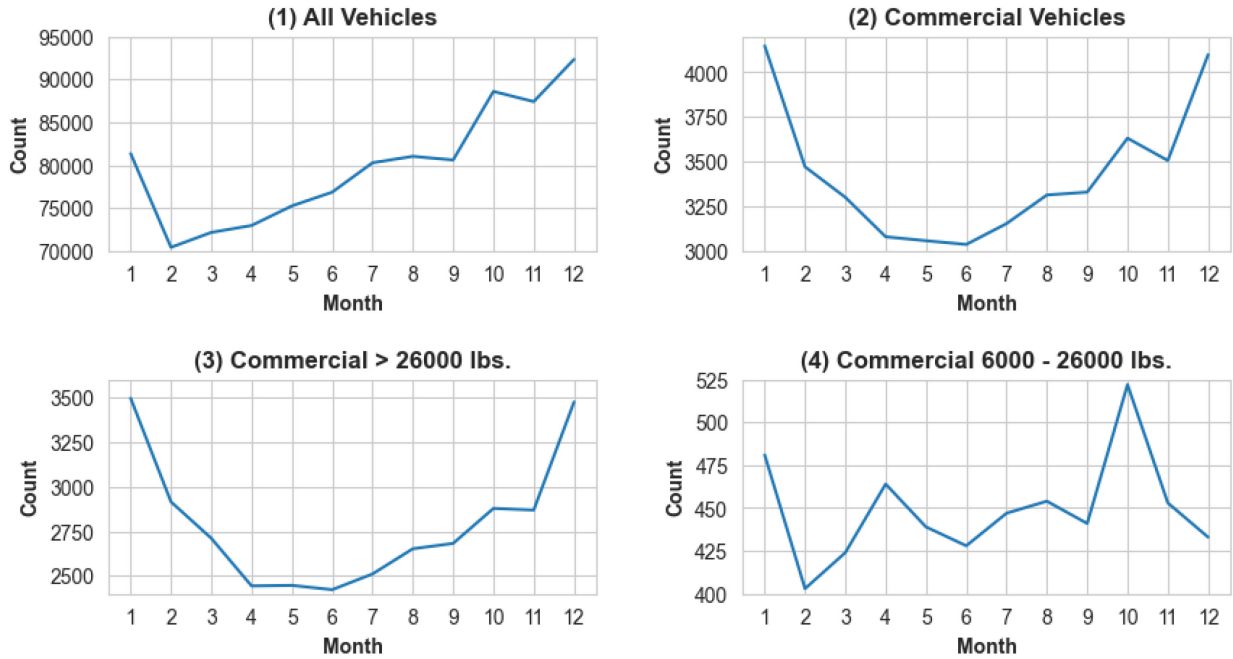 (1) All Vehicles
95000
90000
85000
80000
75000
70000
Count
1 2 3 4 5 6 7 8 9 10 11 12
Month
(2) Commercial Vehicles
4000
3750
3500
3250
3000
Count
1 2 3 4 5 6 7 8 9 10 11 12
Month
(3) Commercial > 26000 lbs.
3500
3250
3000
2750
2500
Count
1 2 3 4 5 6 7 8 9 10 11 12
Month
(4) Commercial 6000 - 26000 lbs.
525
500
475
450
425
400
Count
1 2 3 4 5 6 7 8 9 10 11 12
Month